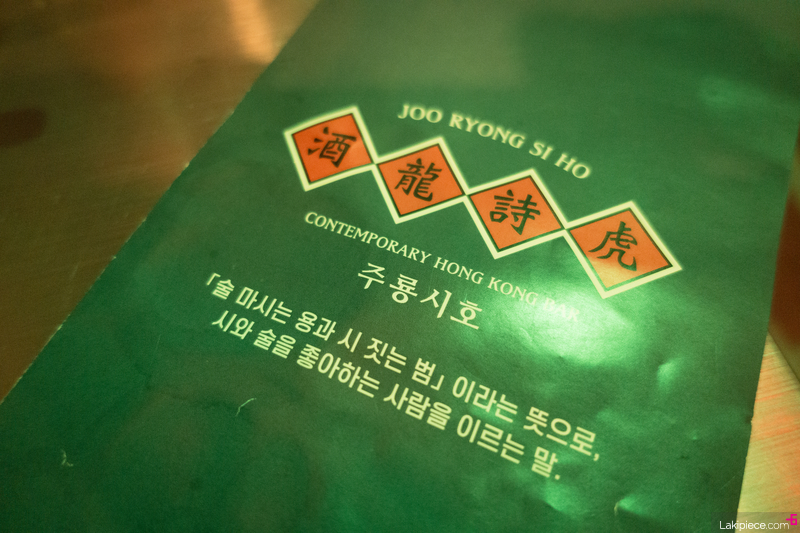 JOO RYONG SI HO
酒龍詩虎
CONTEMPORARY HONG KONG BAR
주룡시호
「술 마시는 용과 시 짓는 범」이라는 뜻으로,
시와 술을 좋아하는 사람을 이르는 말.
Lakipiece.com